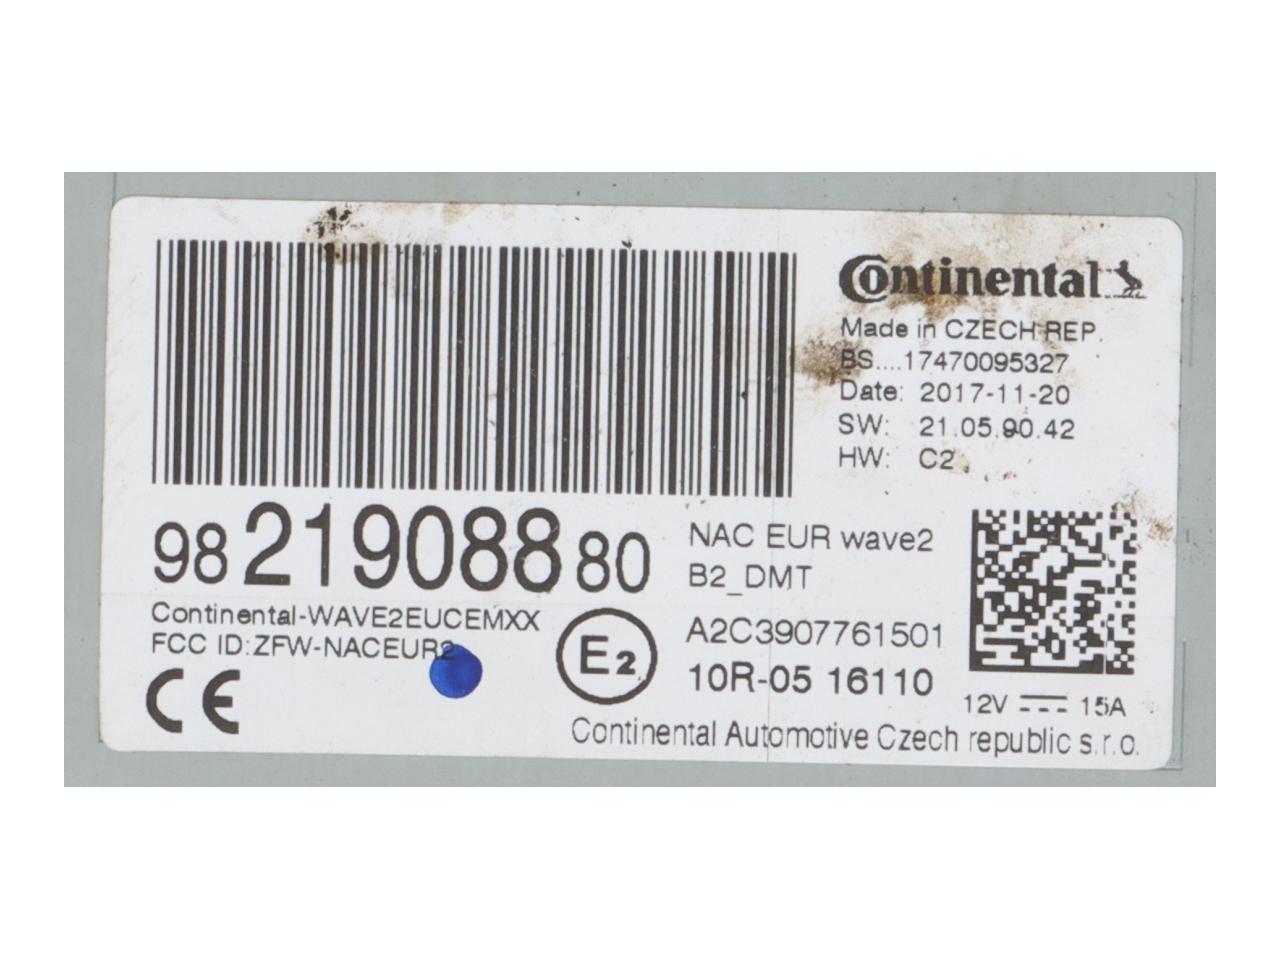 Continental
Made in CZECH REP.
BS....17470095327
Date: 2017-11-20
SW: 21.05.90.42
HW: C2
98 219088 80
NAC EUR wave2
B2_DMT
Continental-WAVE2EUCEMXX
FCC ID:ZFW-NACEUR2
E2
A2C3907761501
10R-05 16110
CE
12V 15A
Continental Automotive Czech republic s.r.o.